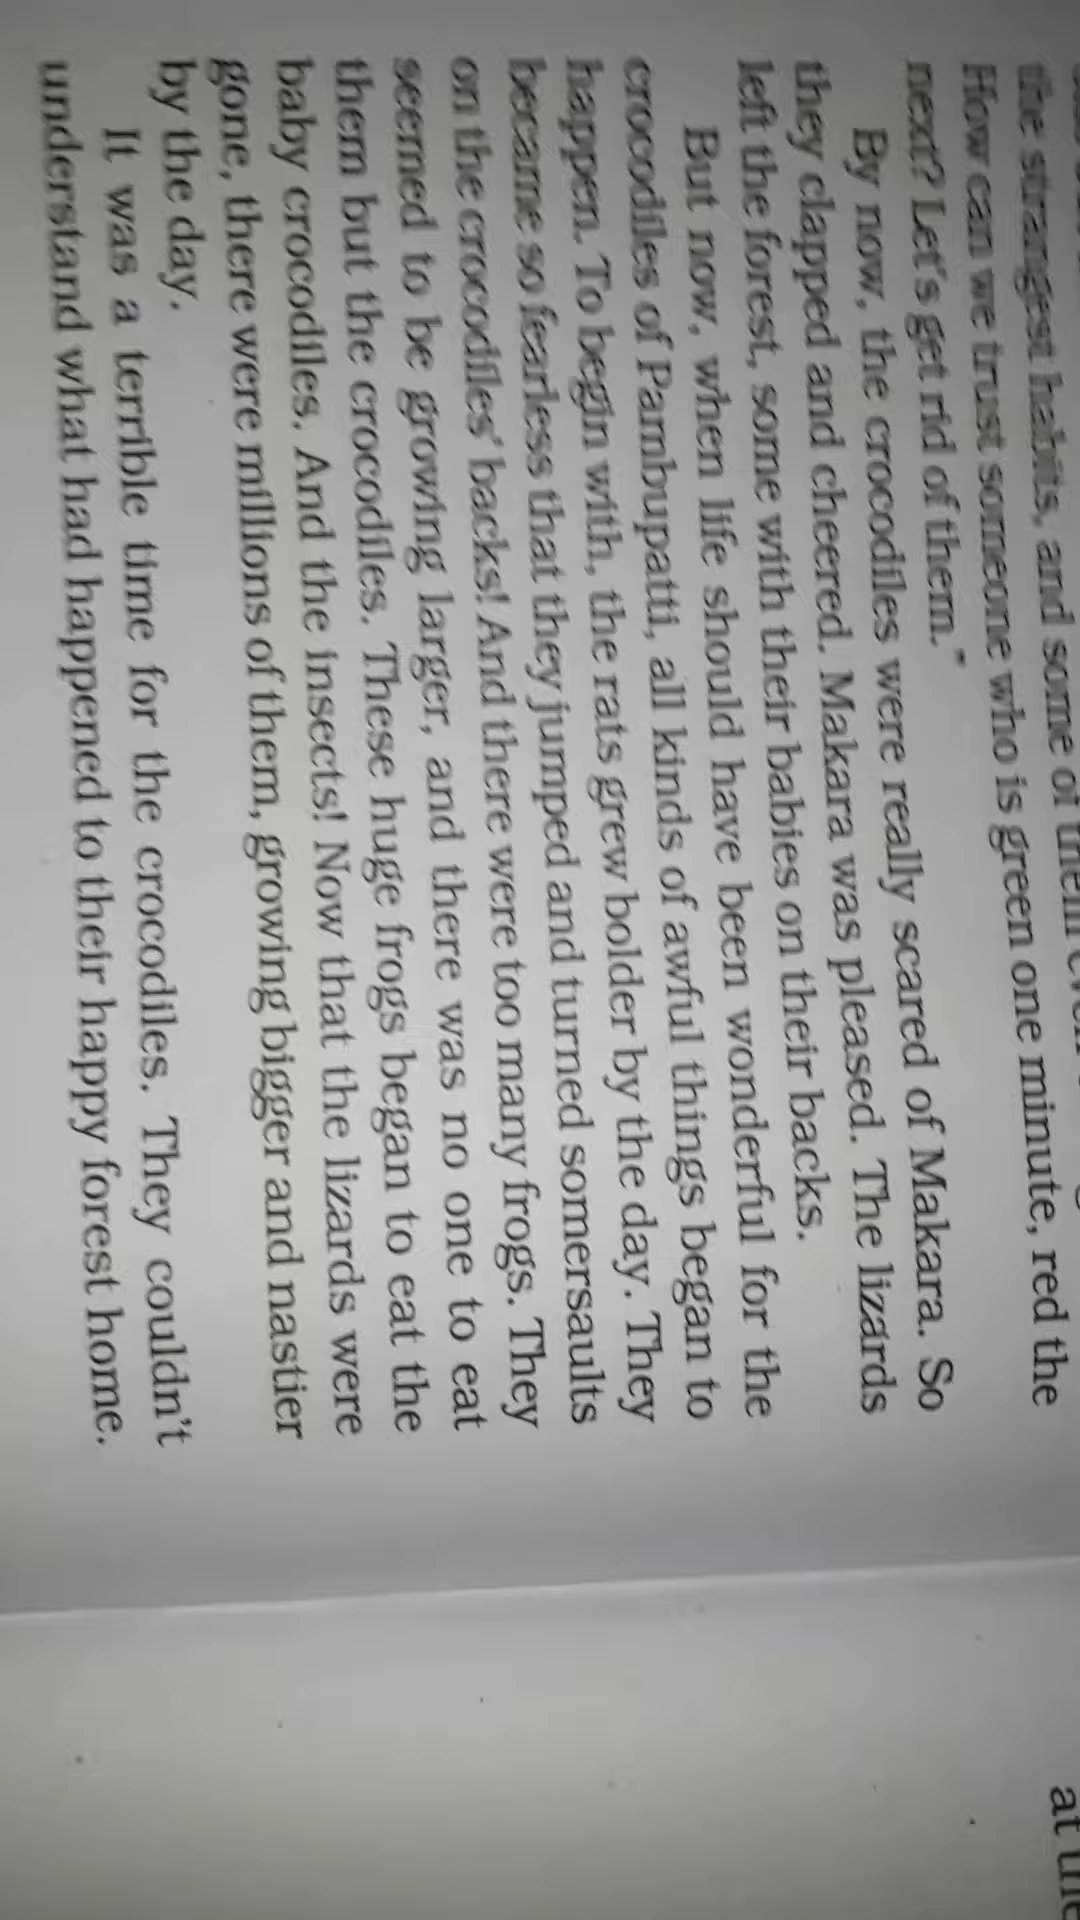 the strangest habits, and some of them even
How can we trust someone who is green one minute, red the
next? Let's get rid of them."
By now, the crocodiles were really scared of Makara. So
they clapped and cheered. Makara was pleased. The lizards
left the forest, some with their babies on their backs.
But now, when life should have been wonderful for the
crocodiles of Pambupatti, all kinds of awful things began to
happen. To begin with, the rats grew bolder by the day. They
became so fearless that they jumped and turned somersaults
on the crocodiles' backs! And there were too many frogs. They
seemed to be growing larger, and there was no one to eat
them but the crocodiles. These huge frogs began to eat the
baby crocodiles. And the insects! Now that the lizards were
gone, there were millions of them, growing bigger and nastier
by the day.
It was a terrible time for the crocodiles. They couldn't
understand what had happened to their happy forest home.
at the